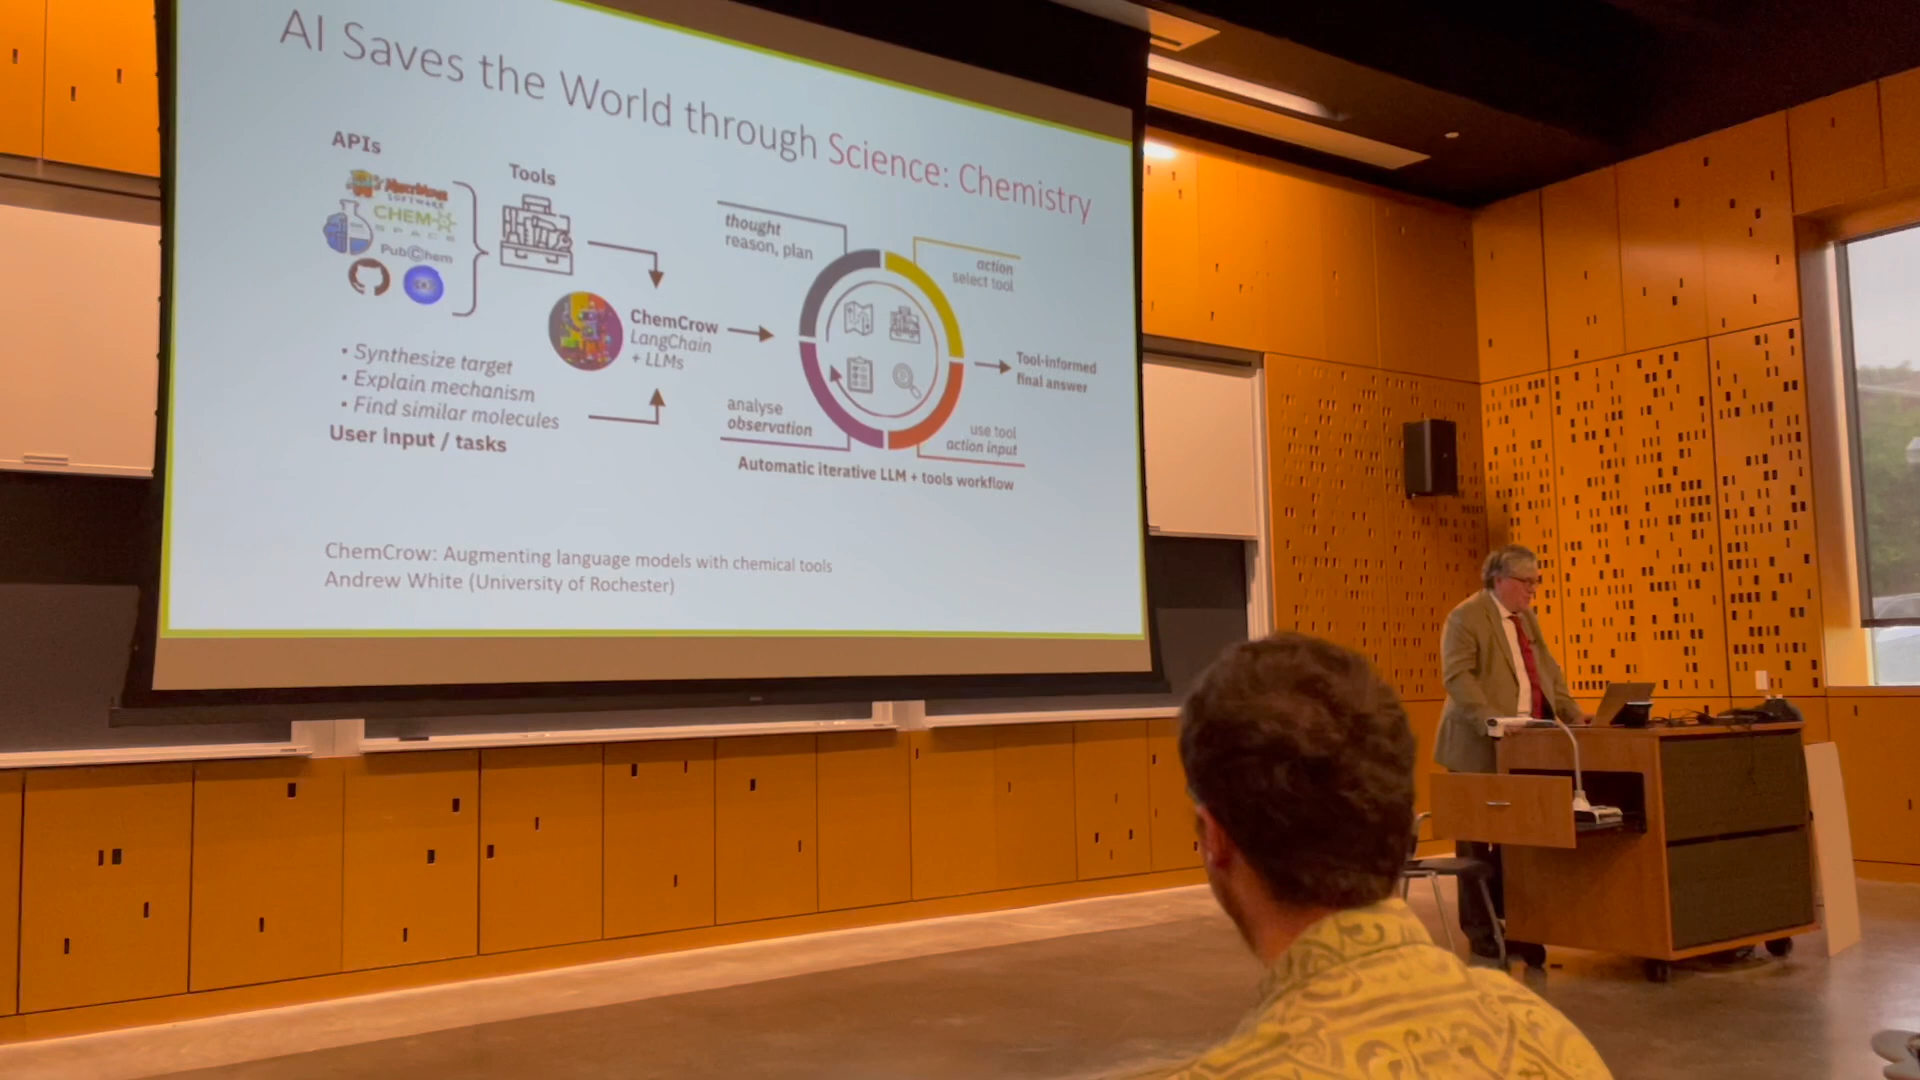 AI Saves the World through Science: Chemistry
APIs
NextMove
SOFTWARE
CHEM
SPACE
PubChem
Tools
• Synthesize target
• Explain mechanism
• Find similar molecules
User input / tasks
ChemCrow
LangChain
+ LLMs
thought
reason, plan
action
select tool
analyse
observation
use tool
action input
Tool-informed
final answer
Automatic iterative LLM + tools workflow
ChemCrow: Augmenting language models with chemical tools
Andrew White (University of Rochester)